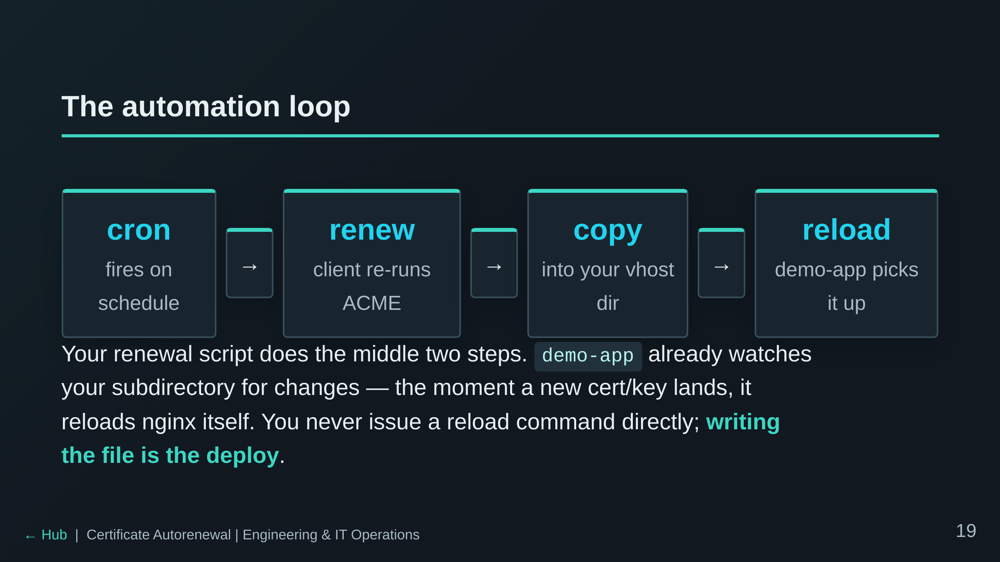 The automation loop
cron
fires on
schedule
→
renew
client re-runs
ACME
→
copy
into your vhost
dir
→
reload
demo-app picks
it up
Your renewal script does the middle two steps. demo-app already watches
your subdirectory for changes — the moment a new cert/key lands, it
reloads nginx itself. You never issue a reload command directly; writing
the file is the deploy.
← Hub | Certificate Autorenewal | Engineering & IT Operations
19